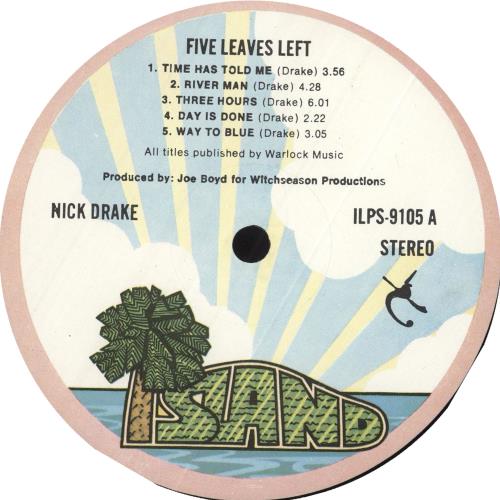 FIVE LEAVES LEFT
1. TIME HAS TOLD ME (Drake) 3.56
2. RIVER MAN (Drake) 4.28
3. THREE HOURS (Drake) 6.01
4. DAY IS DONE (Drake) 2.22
5. WAY TO BLUE (Drake) 3.05
All titles published by Warlock Music
Produced by: Joe Boyd for Witchseason Productions
NICK DRAKE
ILPS-9105 A
STEREO
ISLAND